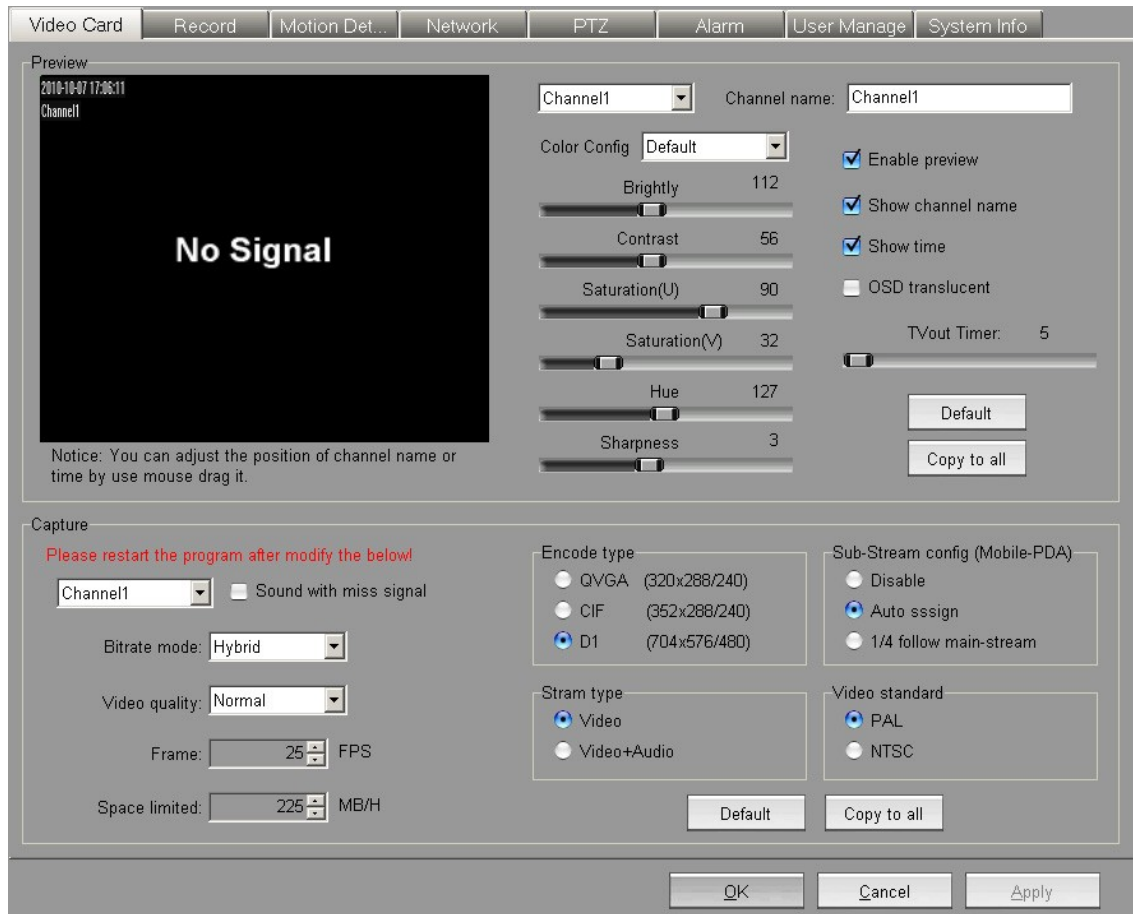 Video Card Record Motion Det... Network PTZ Alarm User Manage System Info
Preview
2010-10-07 17:06:11
Channel1
No Signal
Notice: You can adjust the position of channel name or
time by use mouse drag it.
Channel1 Channel name: Channel1
Color Config Default
Brightly 112
Contrast 56
Saturation(U) 90
Saturation(V) 32
Hue 127
Sharpness 3
Enable preview
Show channel name
Show time
OSD translucent
TVout Timer: 5
Default
Copy to all
Capture
Please restart the program after modify the below!
Channel1 Sound with miss signal
Bitrate mode: Hybrid
Video quality: Normal
Frame: 25 FPS
Space limited: 225 MB/H
Encode type
QVGA (320x288/240)
CIF (352x288/240)
D1 (704x576/480)
Sub-Stream config (Mobile-PDA)
Disable
Auto sssign
1/4 follow main-stream
Stram type
Video
Video+Audio
Video standard
PAL
NTSC
Default Copy to all
OK Cancel Apply